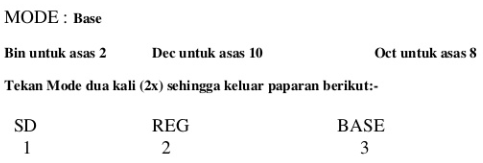 MODE : Base
Bin untuk asas 2 Dec untuk asas 10 Oct untuk asas 8
Tekan Mode dua kali (2x) sehingga keluar paparan berikut:-
SD REG BASE
1 2 3